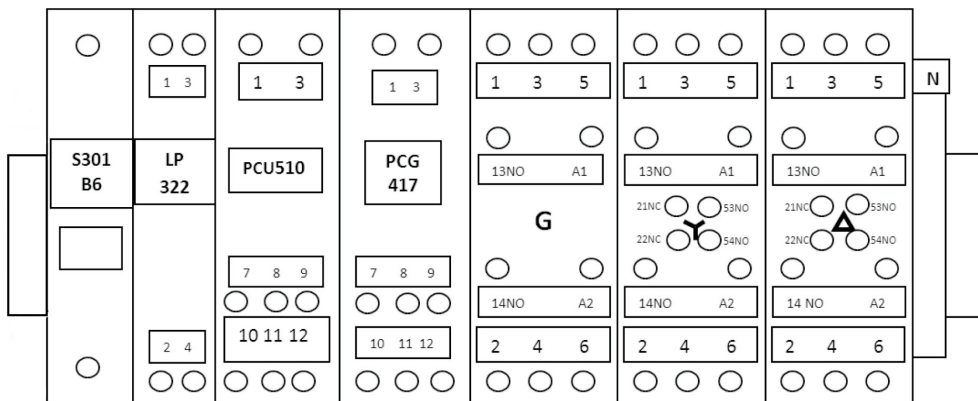 1 3
1 3
1 3
1 3 5
1 3 5
1 3 5
N
S301
B6
LP
322
PCU510
PCG
417
13NO A1
13NO A1
13NO A1
G
21NC 53NO
22NC 54NO
21NC 53NO
22NC 54NO
7 8 9
7 8 9
14NO A2
14NO A2
14 NO A2
2 4
10 11 12
10 11 12
2 4 6
2 4 6
2 4 6